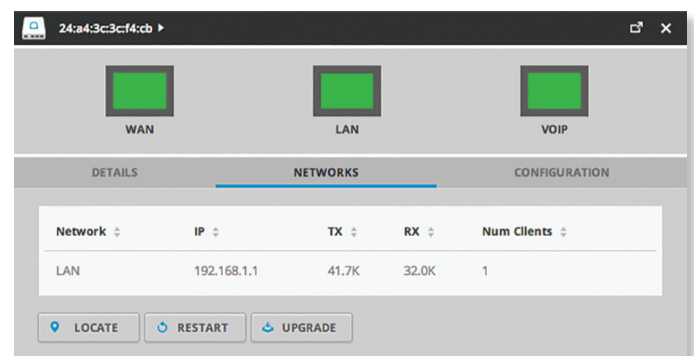 24:a4:3c:3c:f4:cb
WAN LAN VOIP
DETAILS NETWORKS CONFIGURATION
Network IP TX RX Num Clients
LAN 192.168.1.1 41.7K 32.0K 1
LOCATE RESTART UPGRADE